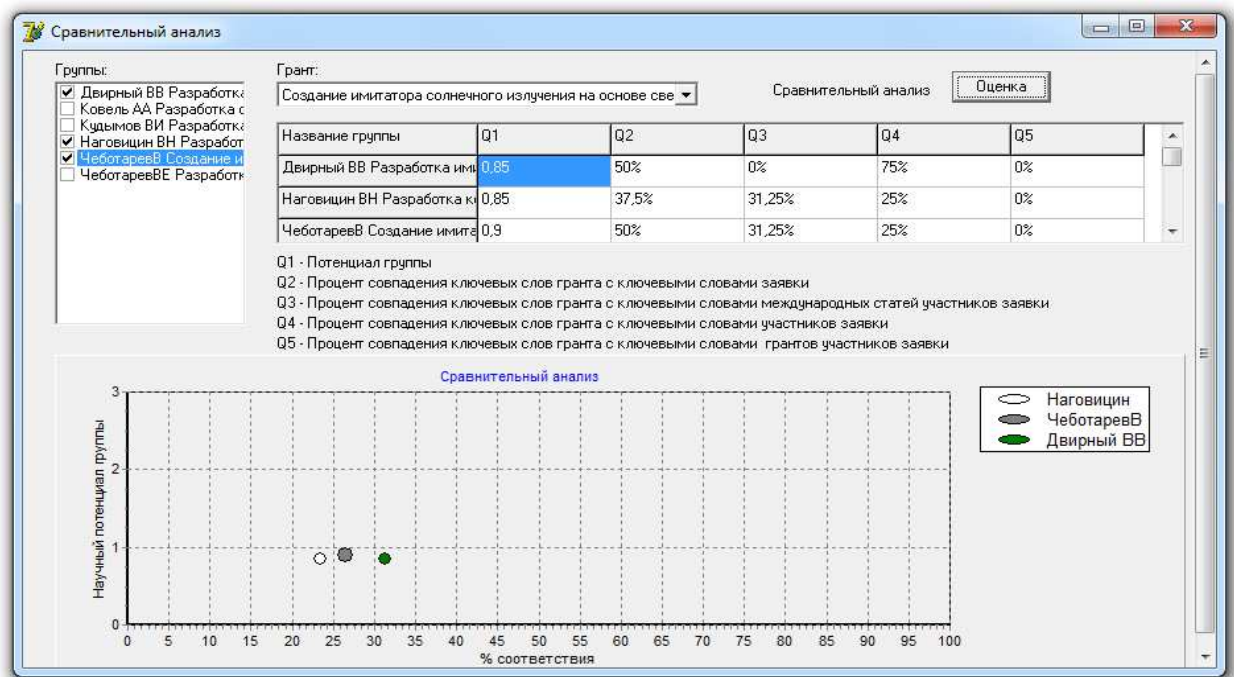 Сравнительный анализ
Группы:
Двирный ВВ Разработка
Ковель АА Разработка с
Кудымов ВИ Разработка
Наговицин ВН Разработ
ЧеботаревВ Создание и
ЧеботаревВЕ Разработк
Грант:
Создание имитатора солнечного излучения на основе све
Сравнительный анализ
Оценка
Название группы Q1 Q2 Q3 Q4 Q5
Двирный ВВ Разработка ими 0,85 50% 0% 75% 0%
Наговицин ВН Разработка к 0,85 37,5% 31,25% 25% 0%
ЧеботаревВ Создание имита 0,9 50% 31,25% 25% 0%
Q1 - Потенциал группы
Q2 - Процент совпадения ключевых слов гранта с ключевыми словами заявки
Q3 - Процент совпадения ключевых слов гранта с ключевыми словами международных статей участников заявки
Q4 - Процент совпадения ключевых слов гранта с ключевыми словами участников заявки
Q5 - Процент совпадения ключевых слов гранта с ключевыми словами грантов участников заявки
Сравнительный анализ
Научный потенциал группы
3
2
1
0
0 5 10 15 20 25 30 35 40 45 50 55 60 65 70 75 80 85 90 95 100
% соответствия
Наговицин
ЧеботаревВ
Двирный ВВ